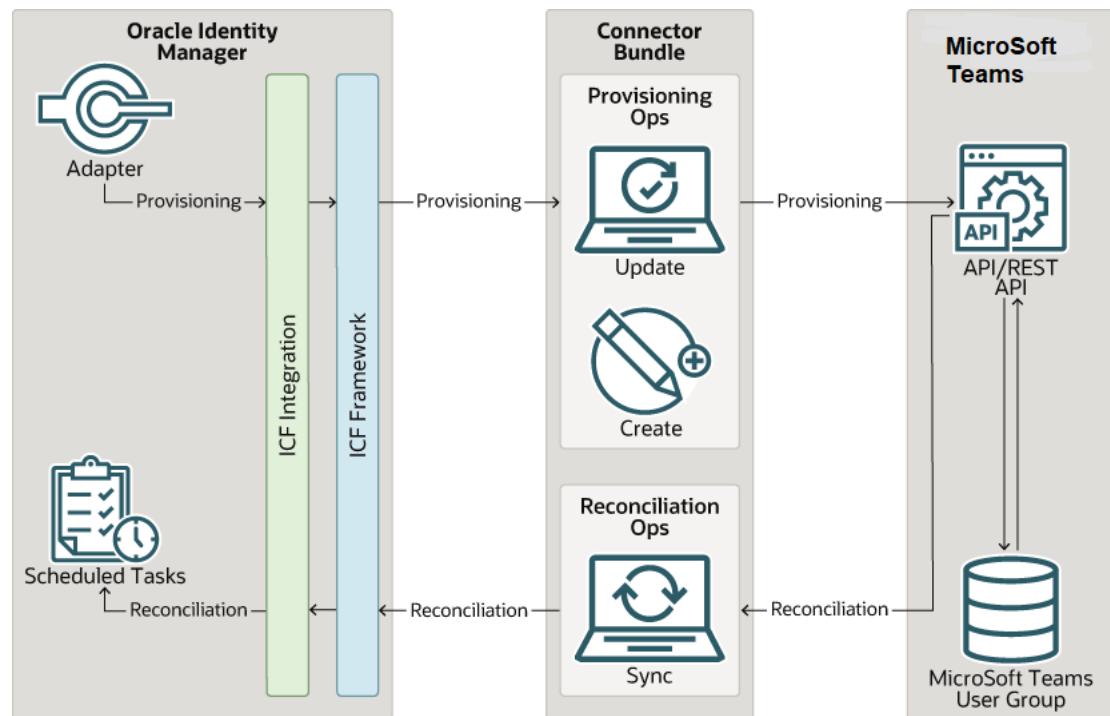 Oracle Identity
Manager
Connector
Bundle
MicroSoft
Teams
Adapter
Provisioning
ICF Integration
ICF Framework
Provisioning
Provisioning
Ops
Update
Create
Provisioning
API
API/REST
API
Scheduled Tasks
Reconciliation
Reconciliation
Reconciliation
Ops
Sync
Reconciliation
MicroSoft Teams
User Group